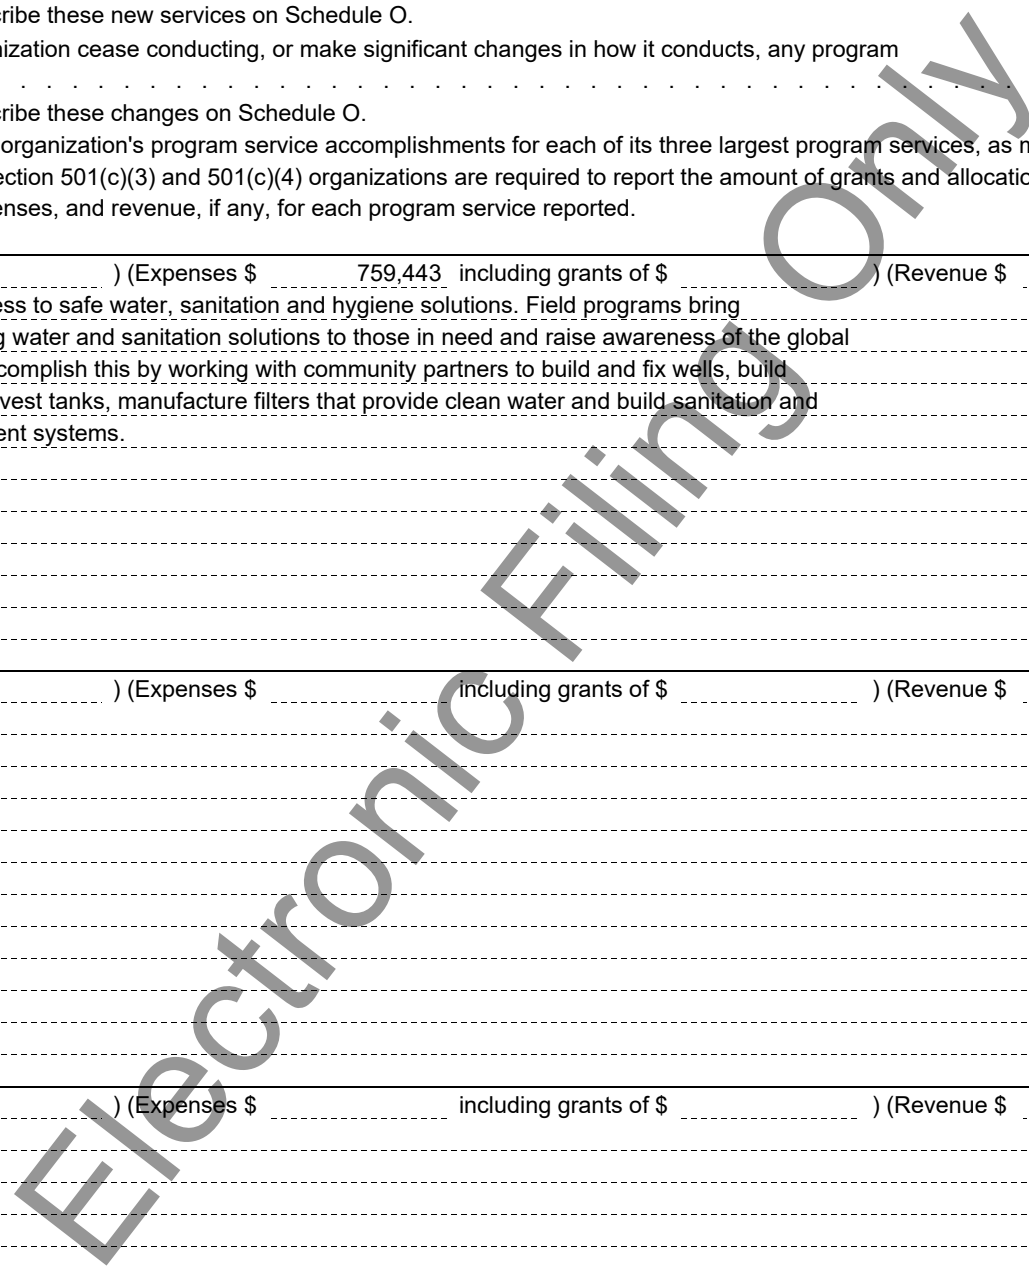 cribe these new services on Schedule O.
nization cease conducting, or make significant changes in how it conducts, any program
. . . . . . . . . . . . . . . . . . . . . . . . . . . . . . . . . . . . . . .
cribe these changes on Schedule O.
organization's program service accomplishments for each of its three largest program services, as m
ection 501(c)(3) and 501(c)(4) organizations are required to report the amount of grants and allocatio
enses, and revenue, if any, for each program service reported.
) (Expenses $ 759,443 including grants of $ ) (Revenue $
ess to safe water, sanitation and hygiene solutions. Field programs bring
g water and sanitation solutions to those in need and raise awareness of the global
complish this by working with community partners to build and fix wells, build
vest tanks, manufacture filters that provide clean water and build sanitation and
ent systems.
) (Expenses $ including grants of $ ) (Revenue $
) (Expenses $ including grants of $ ) (Revenue $
Electronic Filing Only